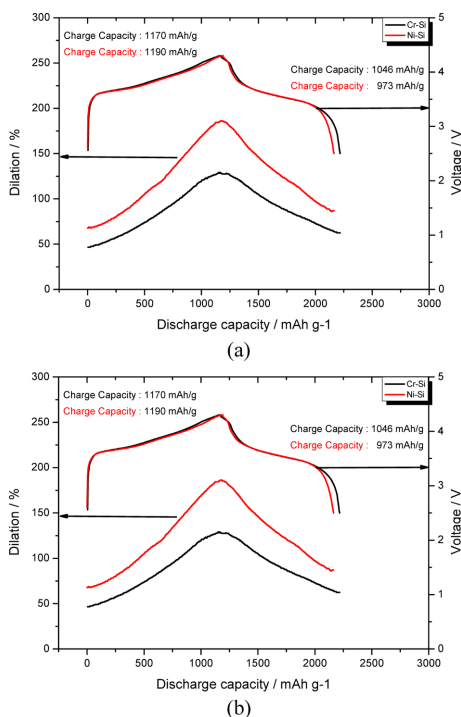 300
250
200
150
100
50
0
Dilation / %
Charge Capacity : 1170 mAh/g
Charge Capacity : 1190 mAh/g
Cr-Si
Ni-Si
Charge Capacity : 1046 mAh/g
Charge Capacity : 973 mAh/g
5
4
3
2
1
0
Voltage / V
0 500 1000 1500 2000 2500 3000
Discharge capacity / mAh g-1
(a)
300
250
200
150
100
50
0
Dilation / %
Charge Capacity : 1170 mAh/g
Charge Capacity : 1190 mAh/g
Cr-Si
Ni-Si
Charge Capacity : 1046 mAh/g
Charge Capacity : 973 mAh/g
5
4
3
2
1
0
Voltage / V
0 500 1000 1500 2000 2500 3000
Discharge capacity / mAh g-1
(b)